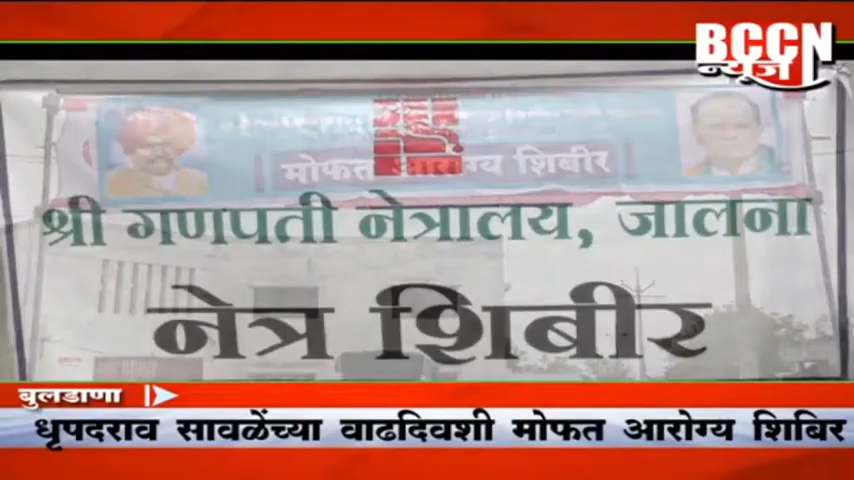 BCCN
न्यूज
मोफत आरोग्य शिबीर
श्री गणपती नेत्रालय, जालना
नेत्र शिबीर
बुलडाणा
धृपदराव सावळेंच्या वाढदिवशी मोफत आरोग्य शिबिर